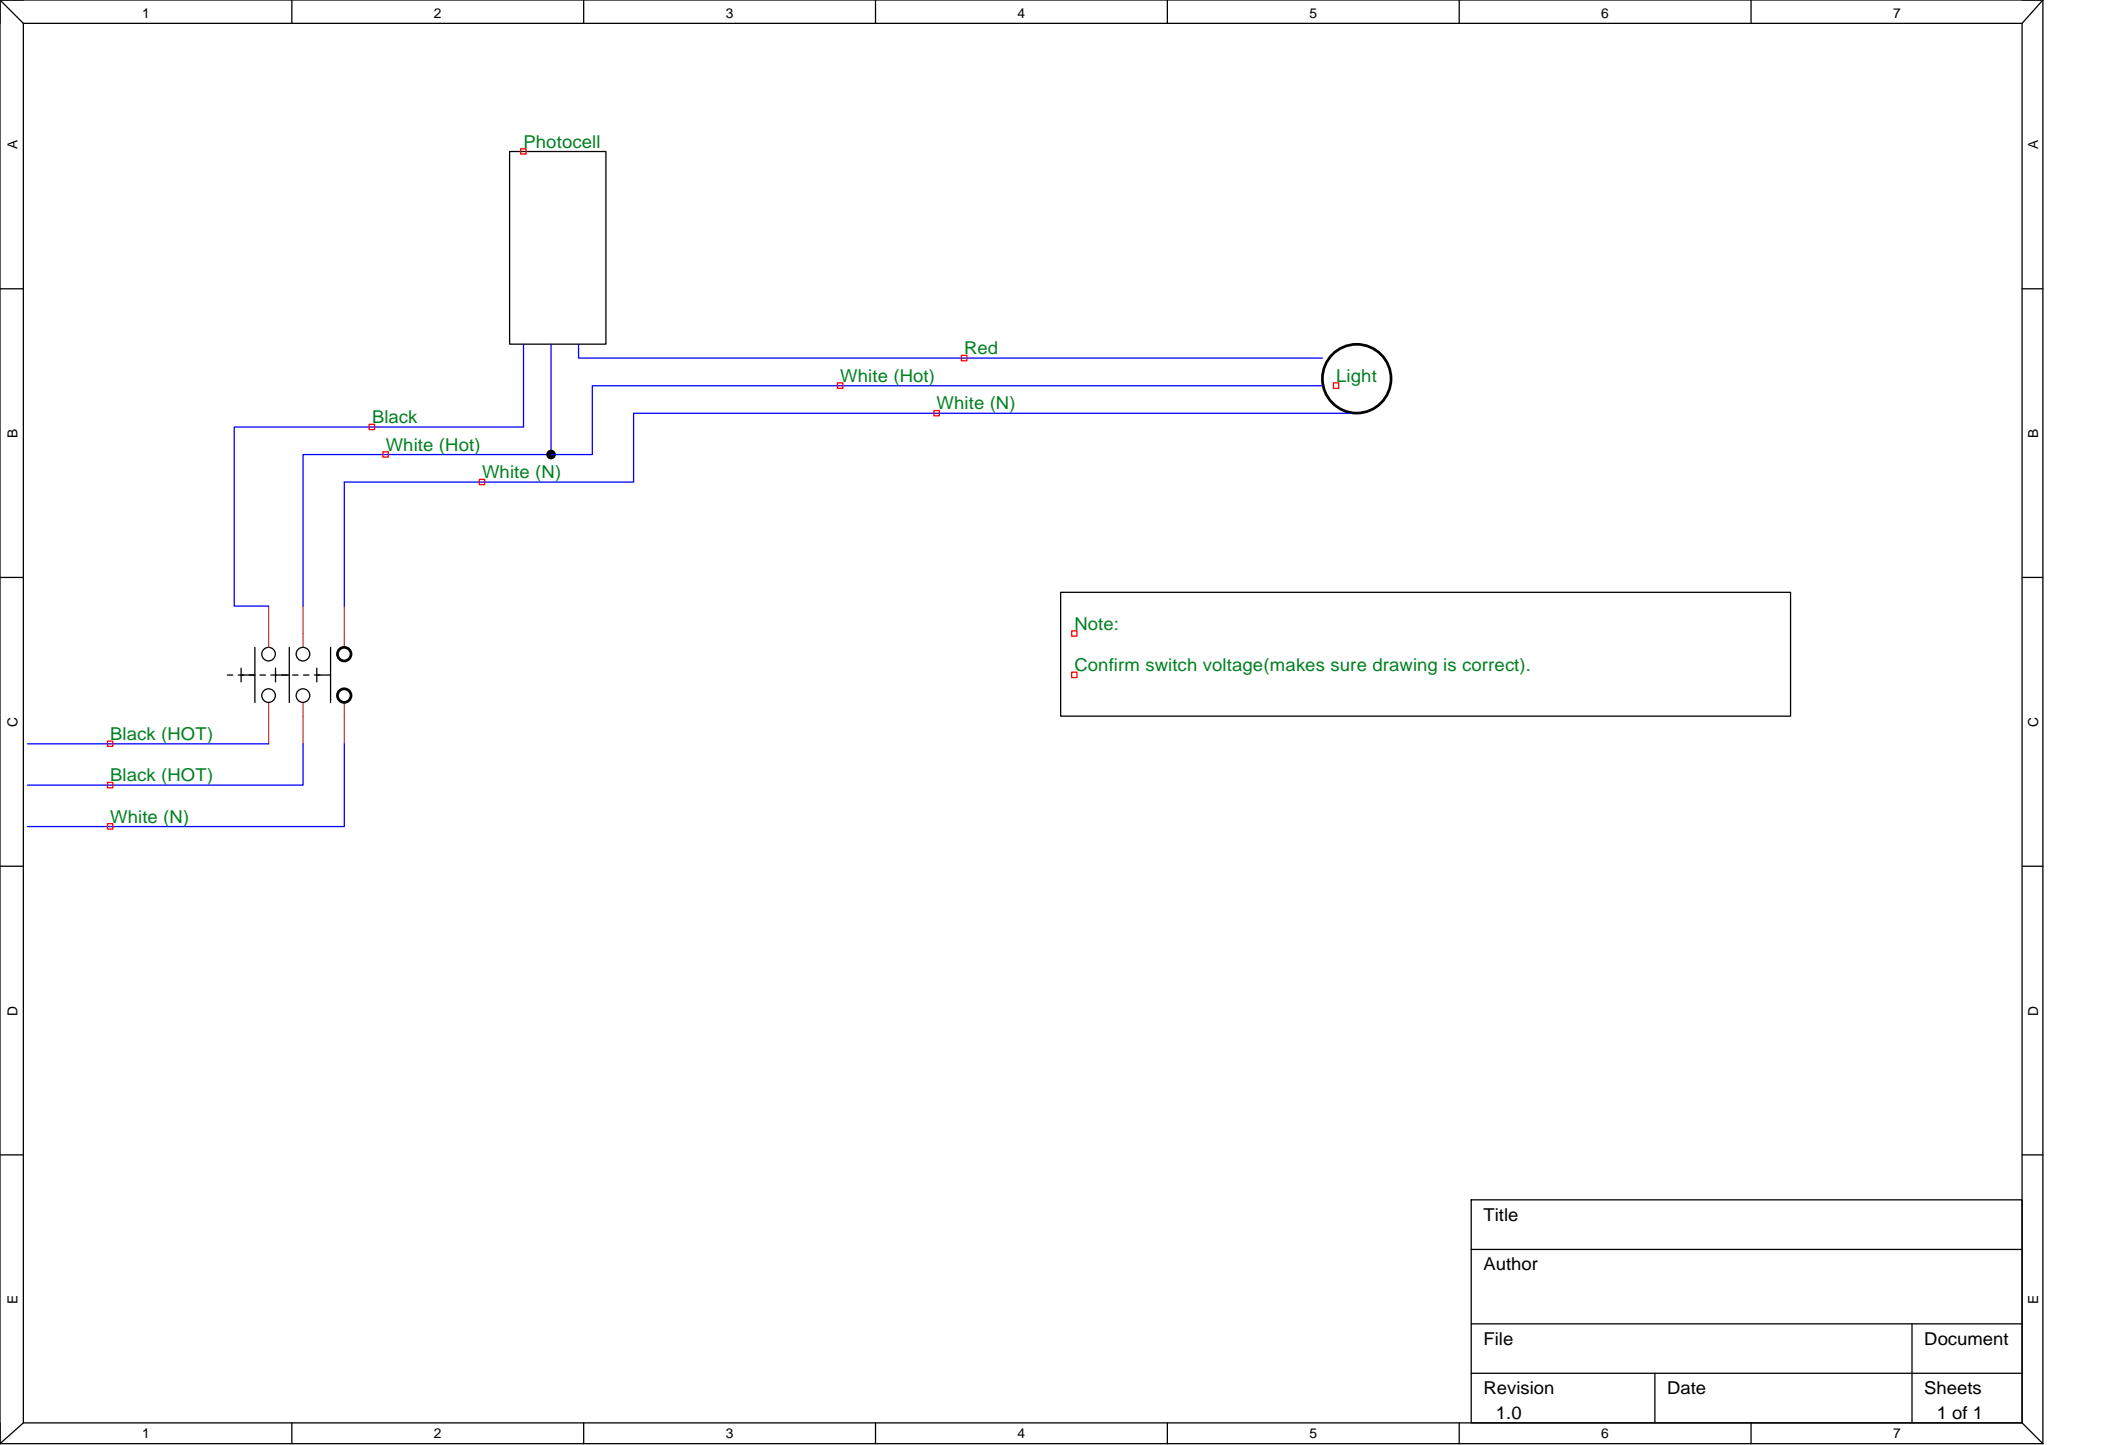 1 2 3 4 5 6 7
A A
Photocell
Red
White (Hot)
Light
White (N)
Black
B B
White (Hot)
White (N)
Note:
Confirm switch voltage(makes sure drawing is correct).
C C
Black (HOT)
Black (HOT)
White (N)
D D
Title
Author
E E
File Document
Revision Date Sheets
1.0 1 of 1
1 2 3 4 5 6 7